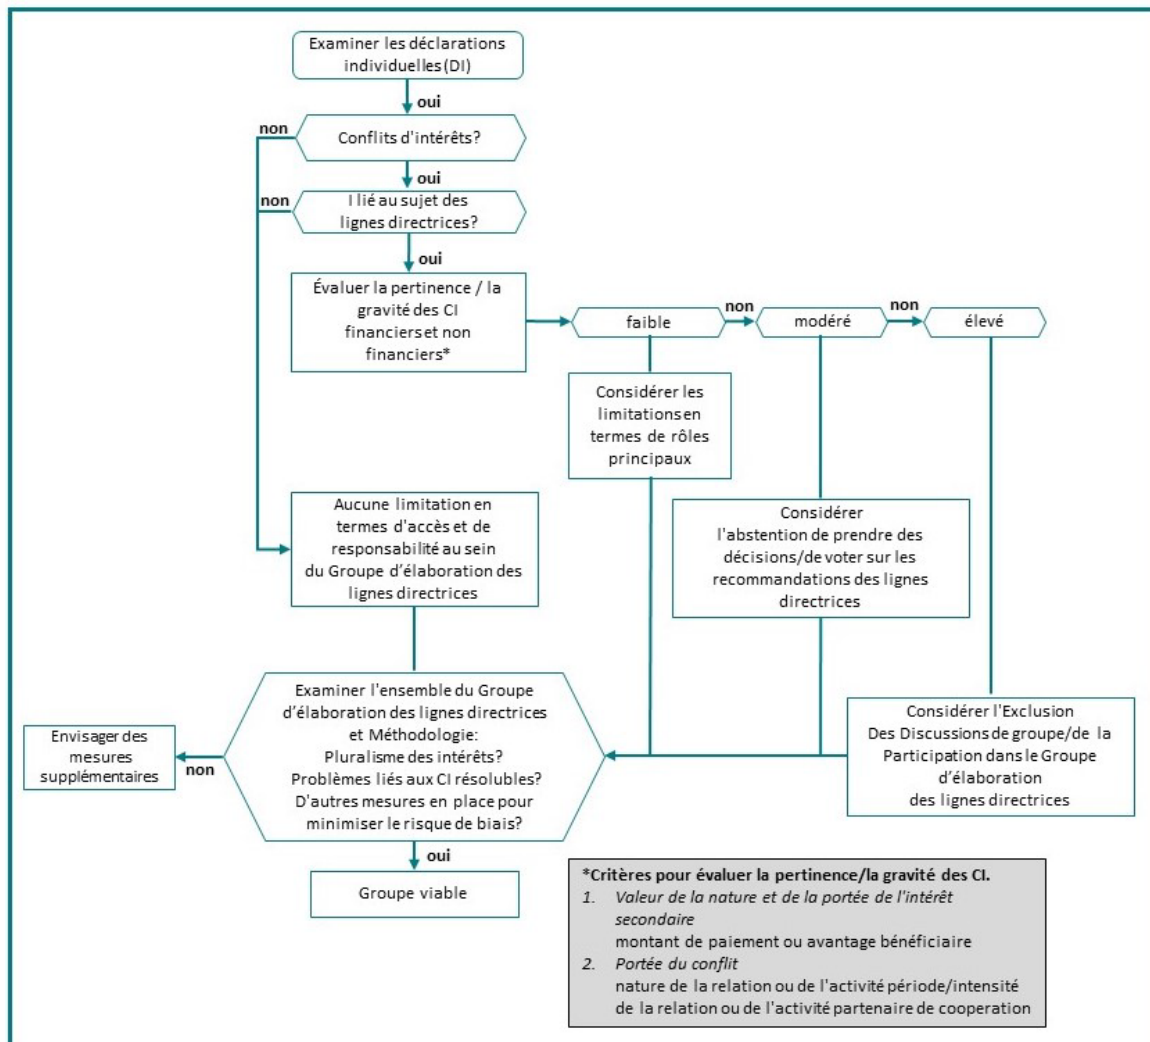 Examiner les déclarations
individuelles (DI)
oui
non
Conflits d'intérêts?
oui
non
I lié au sujet des
lignes directrices?
oui
Évaluer la pertinence / la
gravité des CI
financiers et non
financiers*
faible
non
modéré
non
élevé
Considérer les
limitations en
termes de rôles
principaux
Aucune limitation en
termes d'accès et de
responsabilité au sein
du Groupe d'élaboration des
lignes directrices
Considérer
l'abstention de prendre des
décisions/de voter sur les
recommandations des lignes
directrices
Considérer l'Exclusion
Des Discussions de groupe/de la
Participation dans le Groupe
d'élaboration
des lignes directrices
Examiner l'ensemble du Groupe
d'élaboration des lignes directrices
et Méthodologie:
Pluralisme des intérêts?
Problèmes liés aux CI résolubles?
D'autres mesures en place pour
minimiser le risque de biais?
non
Envisager des
mesures
supplémentaires
oui
Groupe viable
*Critères pour évaluer la pertinence/la gravité des CI.
1. Valeur de la nature et de la portée de l'intérêt
secondaire
montant de paiement ou avantage bénéficiaire
2. Portée du conflit
nature de la relation ou de l'activité période/intensité
de la relation ou de l'activité partenaire de cooperation